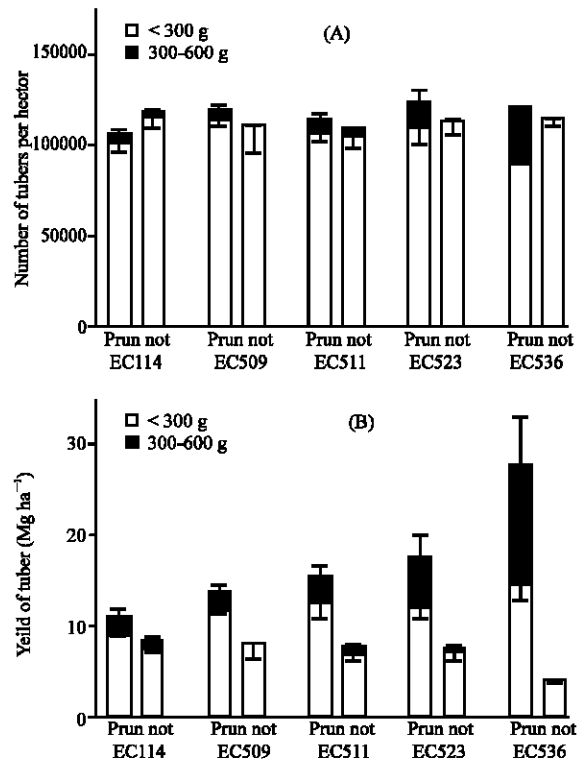 (A)
< 300 g
300-600 g
150000
100000
50000
0
Number of tubers per hector
Prun not Prun not Prun not Prun not Prun not
EC114 EC509 EC511 EC523 EC536
(B)
< 300 g
300-600 g
30
20
10
0
Yeild of tuber (Mg ha⁻¹)
Prun not Prun not Prun not Prun not Prun not
EC114 EC509 EC511 EC523 EC536